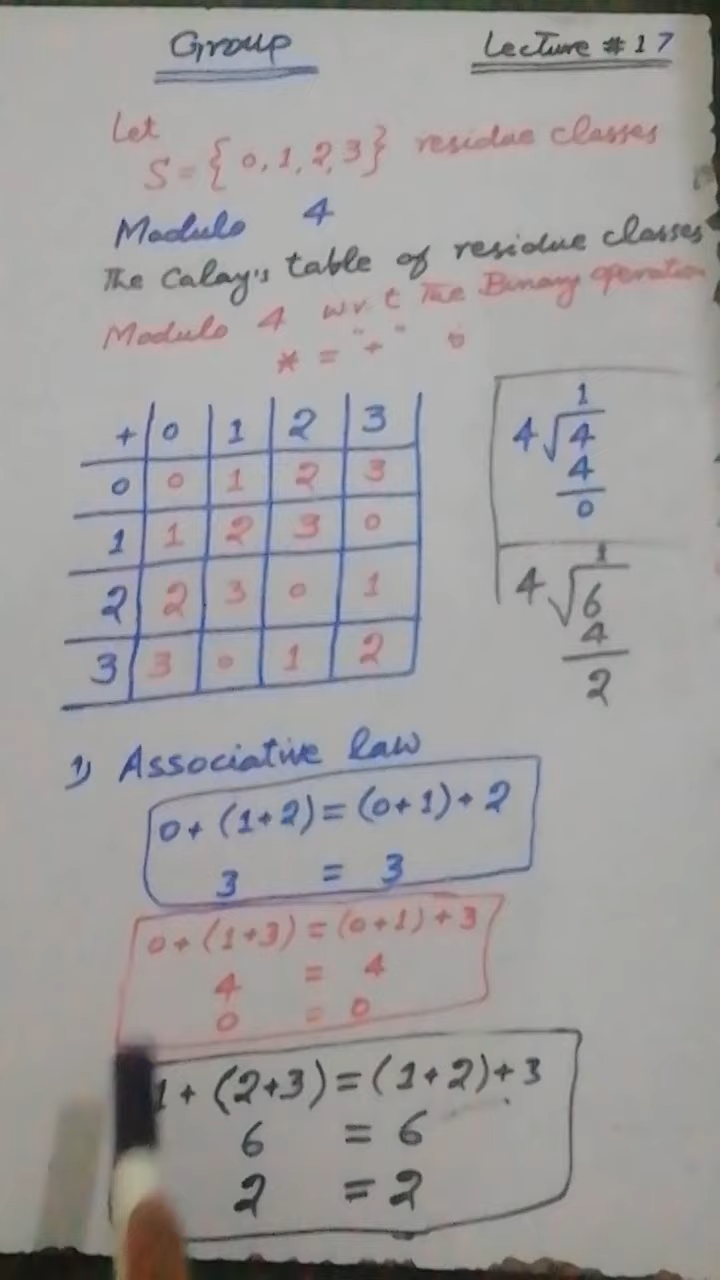 Group
Lecture # 17
Let
S = { 0, 1, 2, 3 } residue classes
Modulo 4
The Calay's table of residue classes
Modulo 4 w.r.t The Binary operation
* = "+"
+ 0 1 2 3
0 0 1 2 3
1 1 2 3 0
2 2 3 0 1
3 3 0 1 2
1
4 √4
4
0
1
4 √6
4
2
1) Associative law
0 + (1+2) = (0+1) + 2
3 = 3
0 + (1+3) = (0+1) + 3
4 = 4
0 = 0
1 + (2+3) = (1+2) + 3
6 = 6
2 = 2